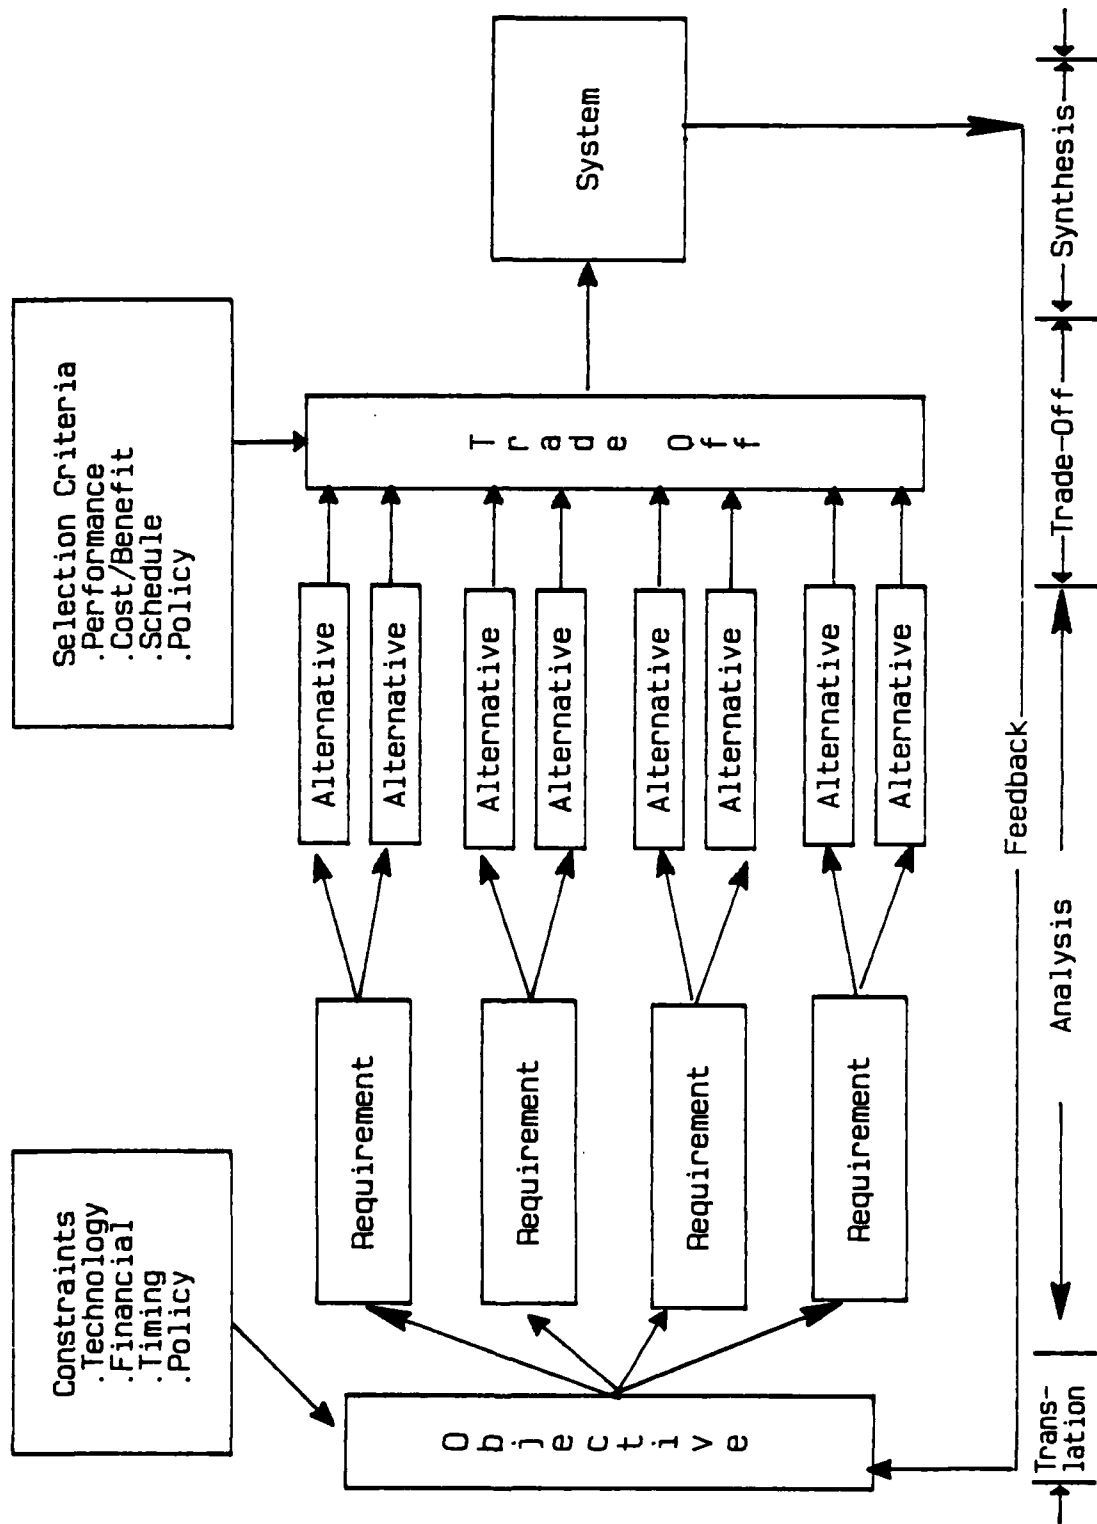 Constraints
.Technology
.Financial
.Timing
.Policy
Selection Criteria
.Performance
.Cost/Benefit
.Schedule
.Policy
Objective
Requirement
Requirement
Requirement
Requirement
Alternative
Alternative
Alternative
Alternative
Alternative
Alternative
Alternative
Alternative
Trade Off
System
Feedback
Trans-
lation
Analysis
Trade-Off
Synthesis